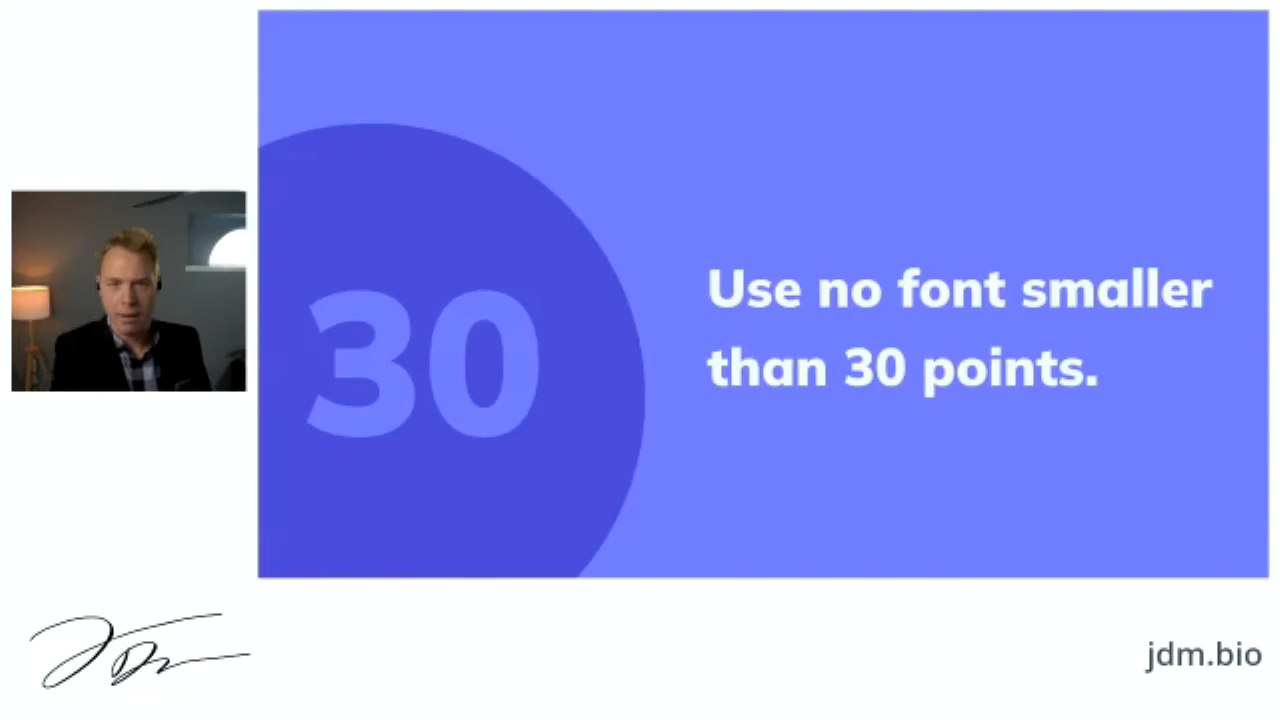 30
Use no font smaller
than 30 points.
jdm.bio